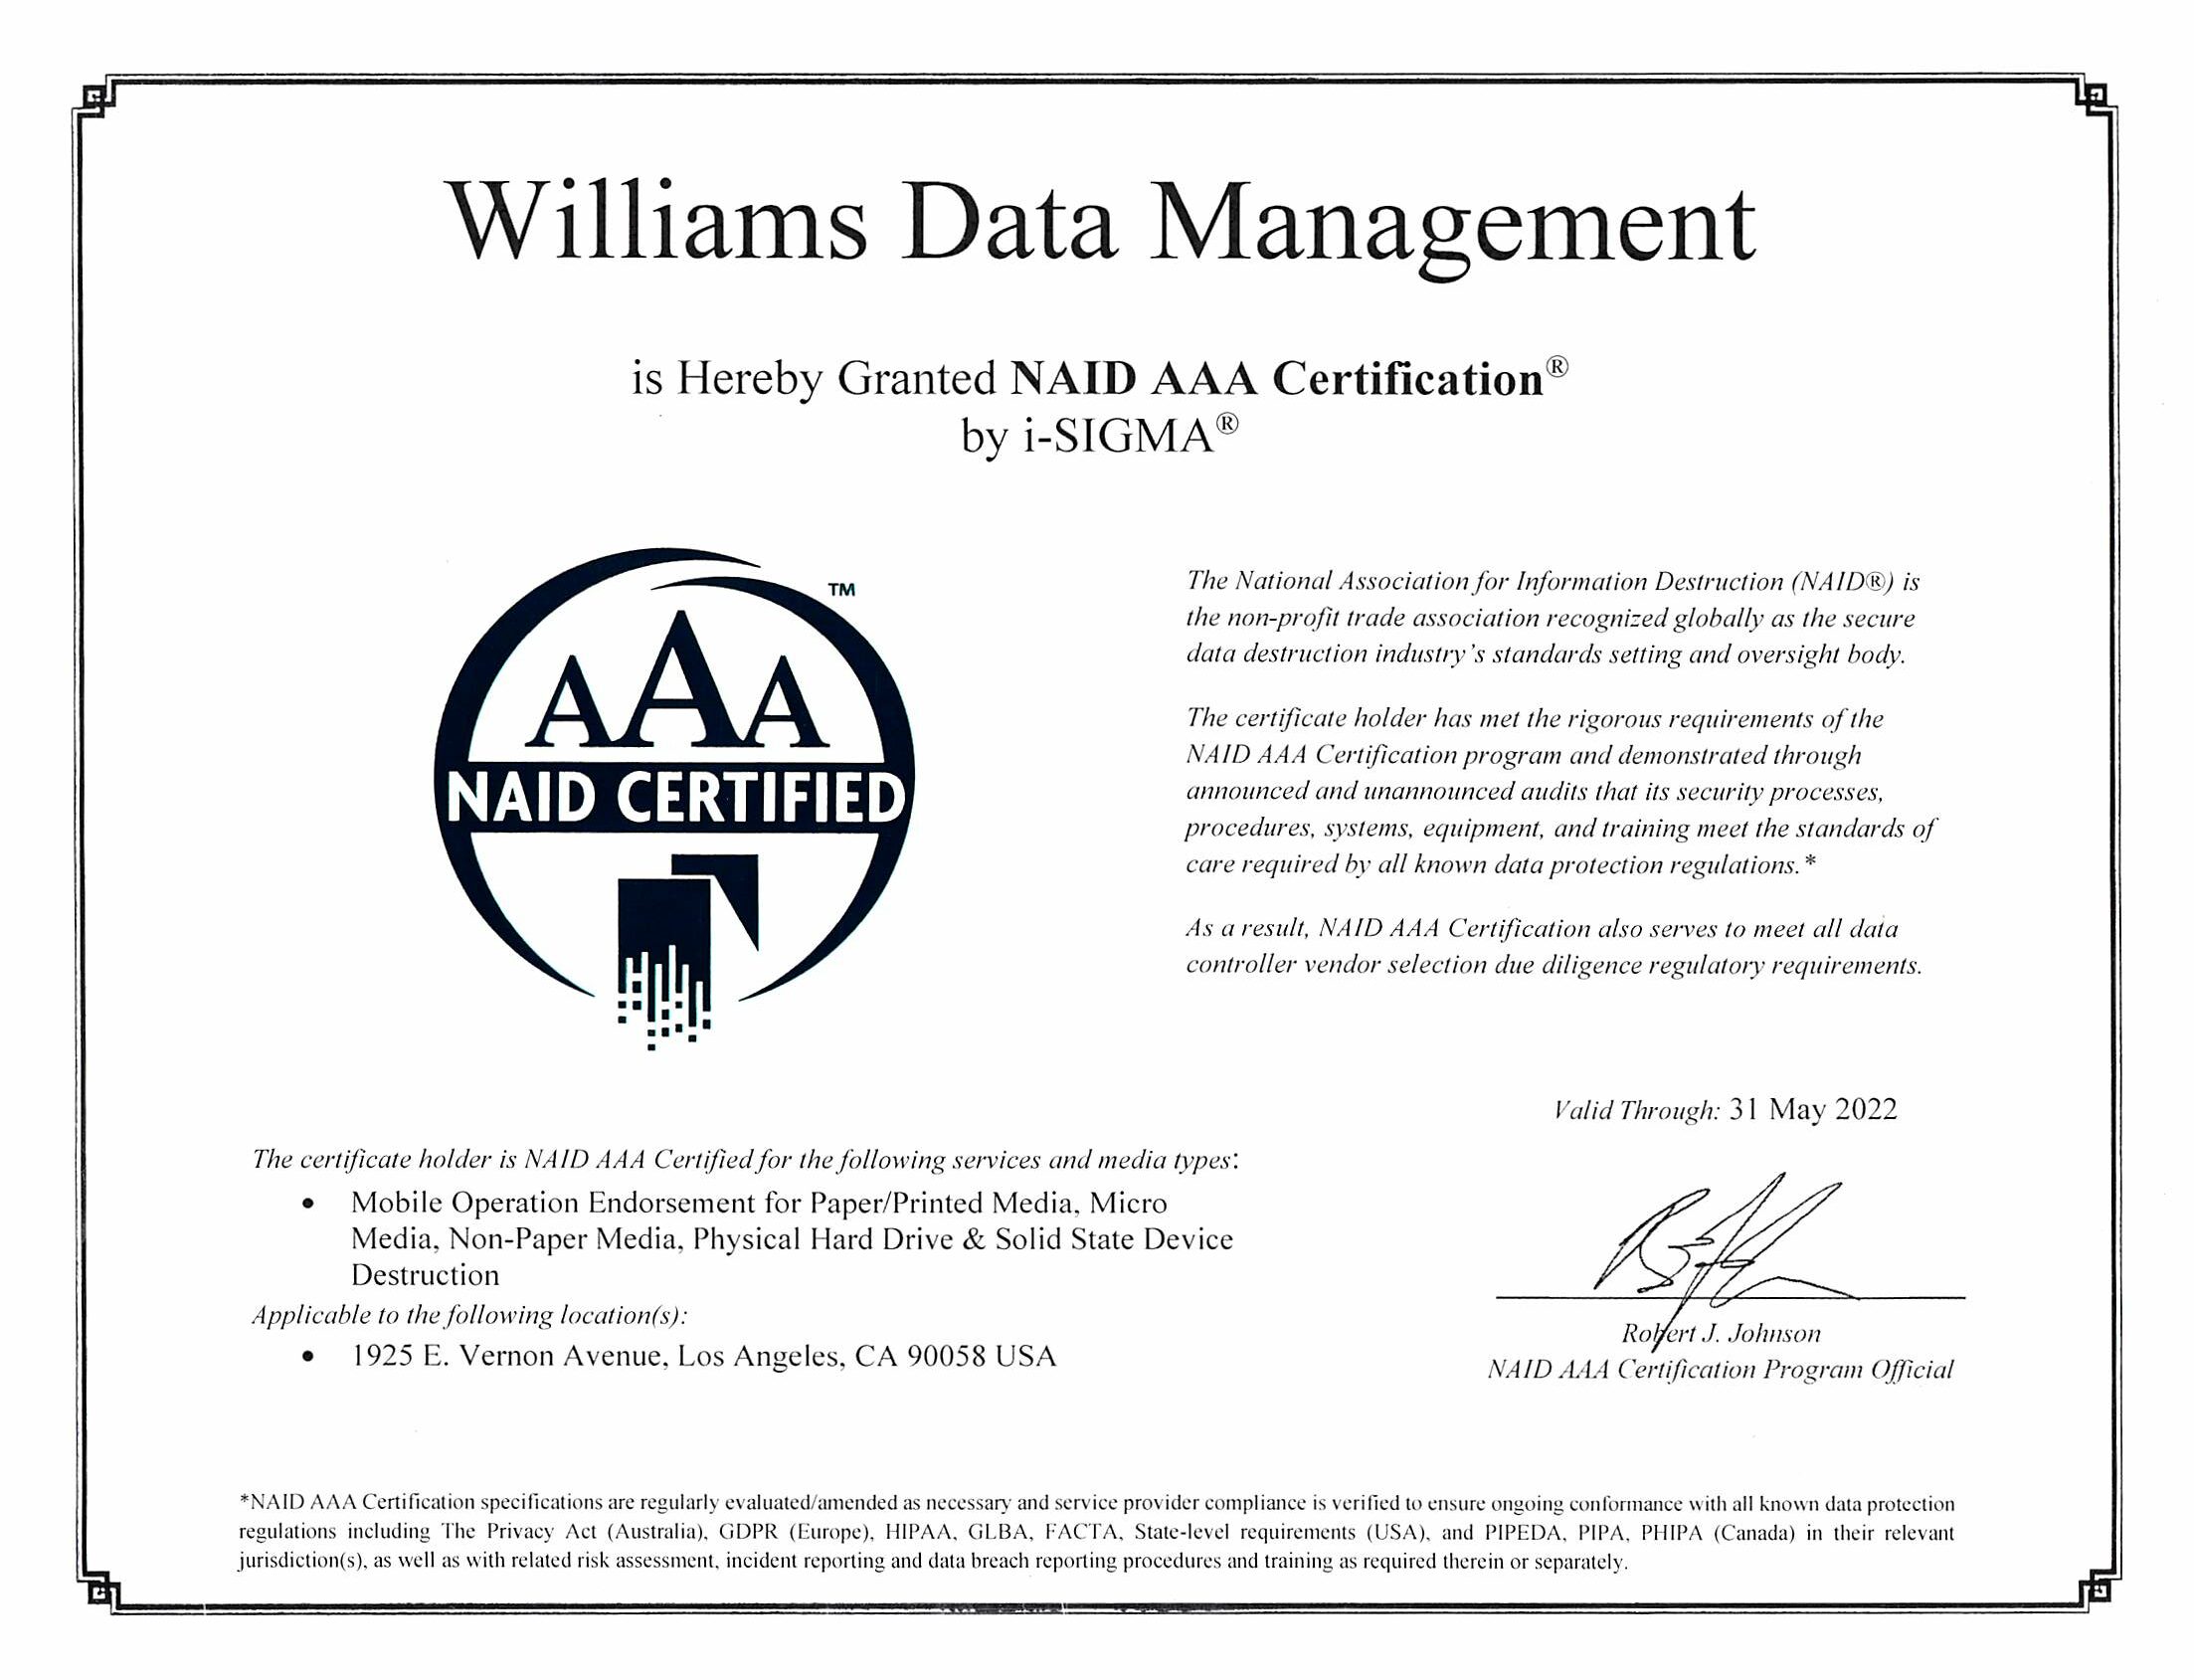 Williams Data Management
is Hereby Granted NAID AAA Certification®
by i-SIGMA®
TM
AAA
NAID CERTIFIED
The National Association for Information Destruction (NAID®) is
the non-profit trade association recognized globally as the secure
data destruction industry's standards setting and oversight body.
The certificate holder has met the rigorous requirements of the
NAID AAA Certification program and demonstrated through
announced and unannounced audits that its security processes,
procedures, systems, equipment, and training meet the standards of
care required by all known data protection regulations.*
As a result, NAID AAA Certification also serves to meet all data
controller vendor selection due diligence regulatory requirements.
Valid Through: 31 May 2022
The certificate holder is NAID AAA Certified for the following services and media types:
• Mobile Operation Endorsement for Paper/Printed Media, Micro
Media, Non-Paper Media, Physical Hard Drive & Solid State Device
Destruction
Applicable to the following location(s):
• 1925 E. Vernon Avenue, Los Angeles, CA 90058 USA
Robert J. Johnson
NAID AAA Certification Program Official
*NAID AAA Certification specifications are regularly evaluated/amended as necessary and service provider compliance is verified to ensure ongoing conformance with all known data protection
regulations including The Privacy Act (Australia), GDPR (Europe), HIPAA, GLBA, FACTA, State-level requirements (USA), and PIPEDA, PIPA, PHIPA (Canada) in their relevant
jurisdiction(s), as well as with related risk assessment, incident reporting and data breach reporting procedures and training as required therein or separately.